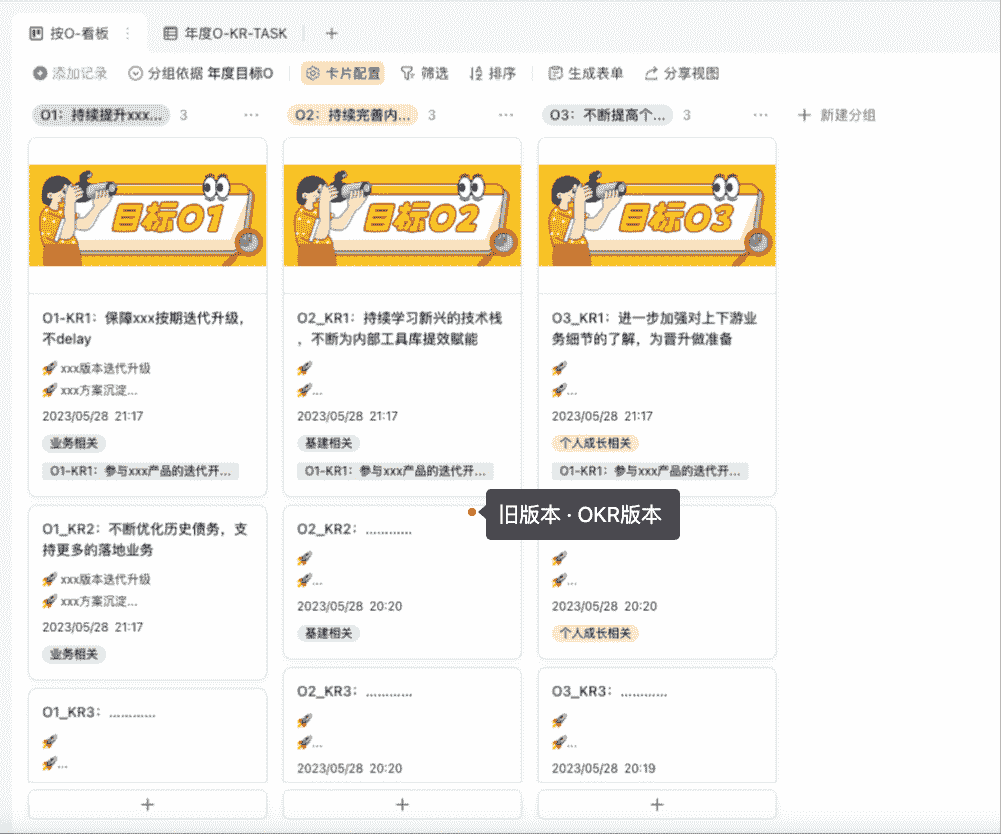 按O-看板
年度O-KR-TASK
添加记录 分组依据 年度目标O 卡片配置 筛选 排序 生成表单 分享视图
O1：持续提升xxx... 3
O2：持续完善内... 3
O3：不断提高个... 3
新建分组
目标O1
O1-KR1：保障xxx按期迭代升级，
不delay
🚀 xxx版本迭代升级
🚀 xxx方案沉淀...
2023/05/28 21:17
业务相关
O1-KR1：参与xxx产品的迭代开...
O1_KR2：不断优化历史债务，支
持更多的落地业务
🚀 xxx版本迭代升级
🚀 xxx方案沉淀...
2023/05/28 21:17
业务相关
O1_KR3：…………
🚀
🚀...
目标O2
O2_KR1：持续学习新兴的技术栈
，不断为内部工具库提效赋能
🚀
🚀...
2023/05/28 21:17
基建相关
O1-KR1：参与xxx产品的迭代开...
O2_KR2：…………
🚀
🚀...
2023/05/28 20:20
基建相关
O2_KR3：…………
🚀
🚀...
2023/05/28 20:20
目标O3
O3_KR1：进一步加强对上下游业
务细节的了解，为晋升做准备
🚀
🚀...
2023/05/28 21:17
个人成长相关
O1-KR1：参与xxx产品的迭代开...
旧版本 · OKR版本
🚀
🚀...
2023/05/28 20:20
个人成长相关
O3_KR3：…………
🚀
🚀...
2023/05/28 20:19